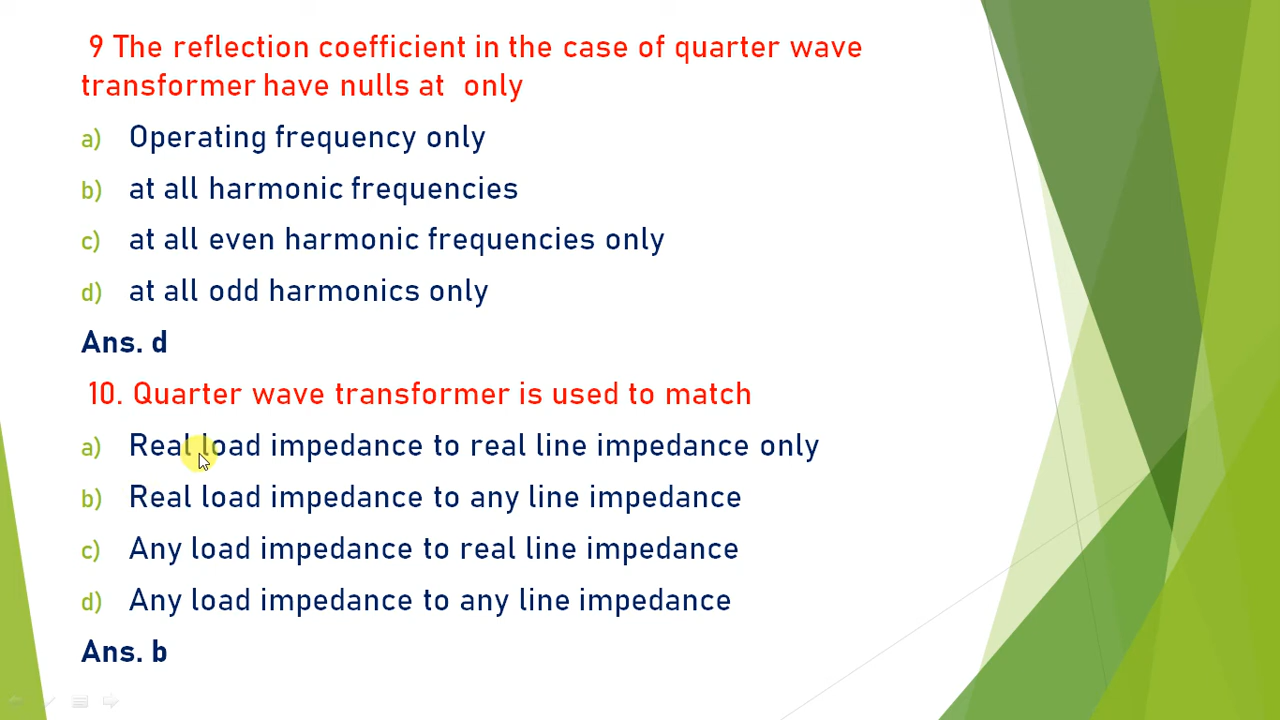 9 The reflection coefficient in the case of quarter wave
transformer have nulls at only
a) Operating frequency only
b) at all harmonic frequencies
c) at all even harmonic frequencies only
d) at all odd harmonics only
Ans. d
10. Quarter wave transformer is used to match
a) Real load impedance to real line impedance only
b) Real load impedance to any line impedance
c) Any load impedance to real line impedance
d) Any load impedance to any line impedance
Ans. b